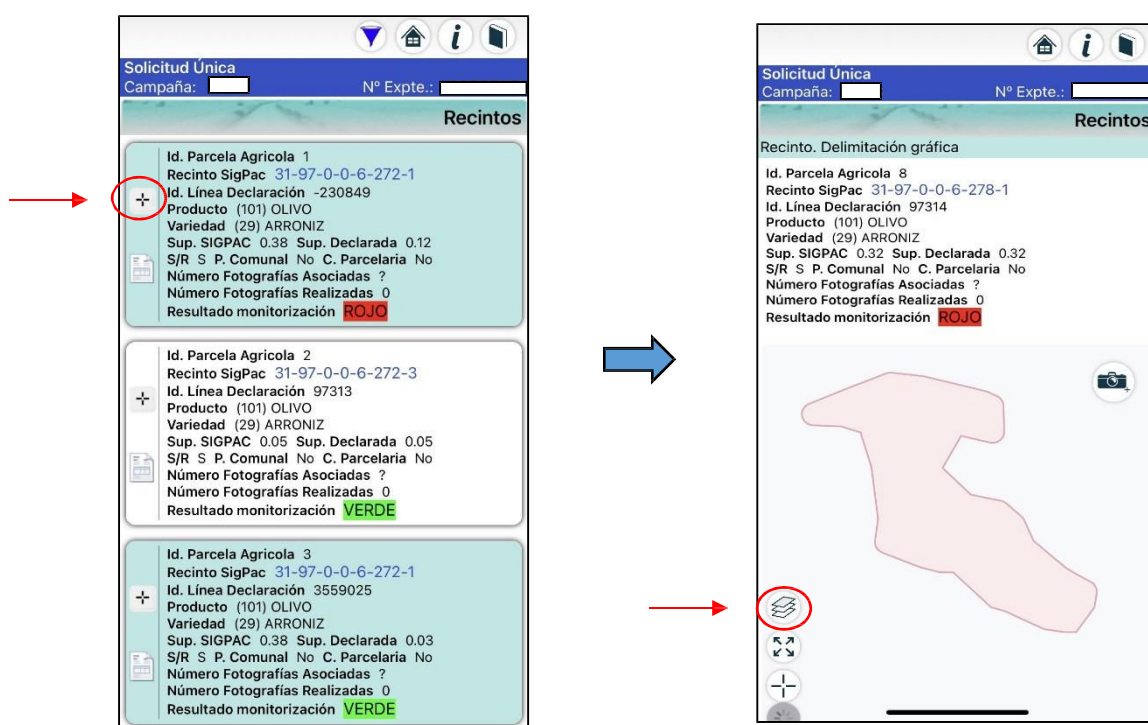 Solicitud Única
Campaña: Nº Expte.:
Recintos
Id. Parcela Agricola 1
Recinto SigPac 31-97-0-0-6-272-1
Id. Línea Declaración -230849
Producto (101) OLIVO
Variedad (29) ARRONIZ
Sup. SIGPAC 0.38 Sup. Declarada 0.12
S/R S P. Comunal No C. Parcelaria No
Número Fotografías Asociadas ?
Número Fotografías Realizadas 0
Resultado monitorización ROJO
Id. Parcela Agricola 2
Recinto SigPac 31-97-0-0-6-272-3
Id. Línea Declaración 97313
Producto (101) OLIVO
Variedad (29) ARRONIZ
Sup. SIGPAC 0.05 Sup. Declarada 0.05
S/R S P. Comunal No C. Parcelaria No
Número Fotografías Asociadas ?
Número Fotografías Realizadas 0
Resultado monitorización VERDE
Id. Parcela Agricola 3
Recinto SigPac 31-97-0-0-6-272-1
Id. Línea Declaración 3559025
Producto (101) OLIVO
Variedad (29) ARRONIZ
Sup. SIGPAC 0.38 Sup. Declarada 0.03
S/R S P. Comunal No C. Parcelaria No
Número Fotografías Asociadas ?
Número Fotografías Realizadas 0
Resultado monitorización VERDE
Solicitud Única
Campaña: Nº Expte.:
Recintos
Recinto. Delimitación gráfica
Id. Parcela Agricola 8
Recinto SigPac 31-97-0-0-6-278-1
Id. Línea Declaración 97314
Producto (101) OLIVO
Variedad (29) ARRONIZ
Sup. SIGPAC 0.32 Sup. Declarada 0.32
S/R S P. Comunal No C. Parcelaria No
Número Fotografías Asociadas ?
Número Fotografías Realizadas 0
Resultado monitorización ROJO